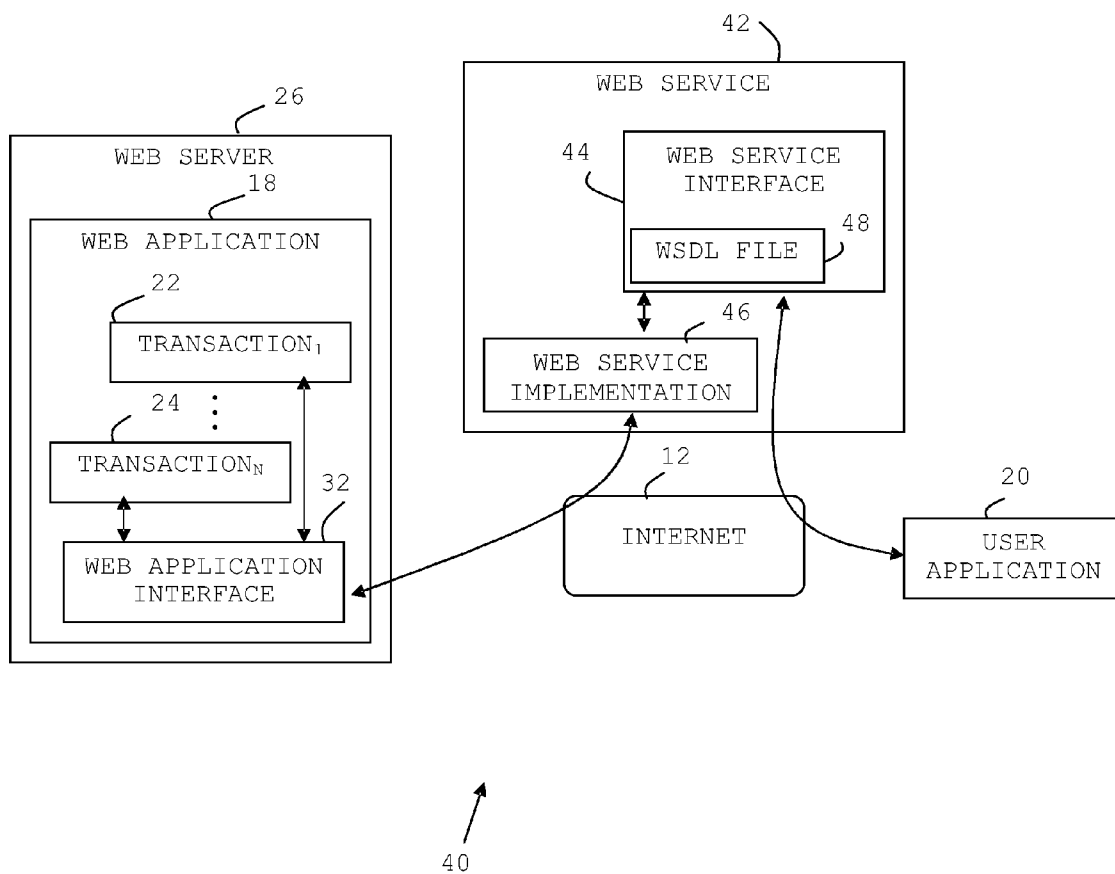 42
WEB SERVICE
26
WEB SERVER
44
WEB SERVICE
INTERFACE
18
WEB APPLICATION
48
WSDL FILE
22
TRANSACTION₁
46
WEB SERVICE
IMPLEMENTATION
24
TRANSACTIONN
12
INTERNET
20
USER
APPLICATION
32
WEB APPLICATION
INTERFACE
40